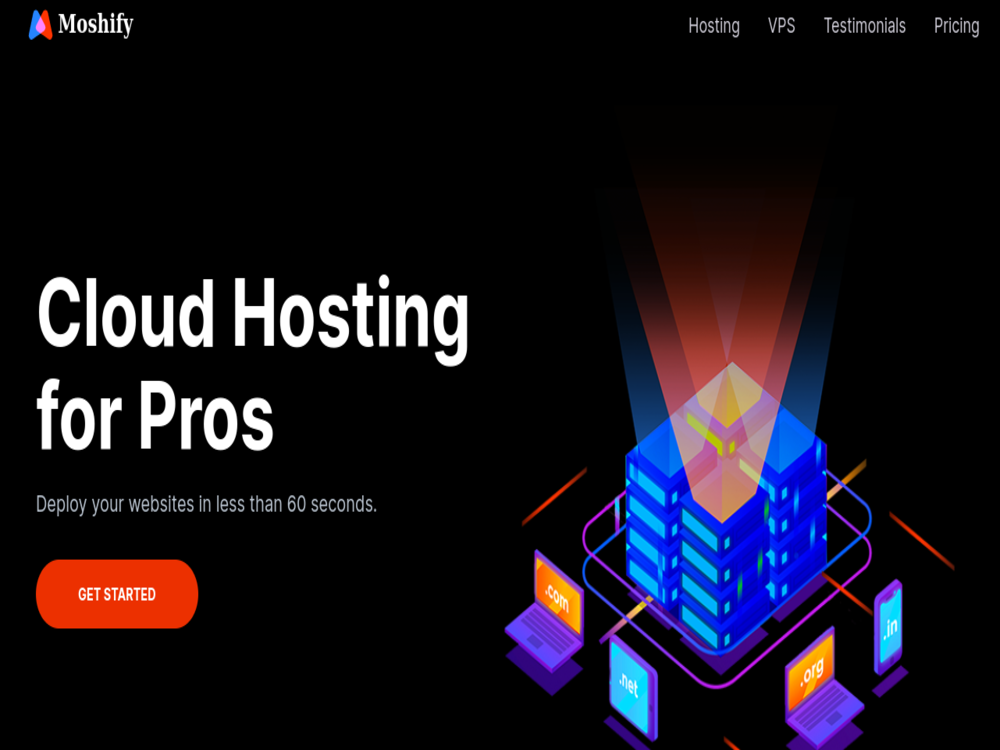 Moshify
Hosting VPS Testimonials Pricing
Cloud Hosting
for Pros
Deploy your websites in less than 60 seconds.
GET STARTED
.com
.net
.org
.in